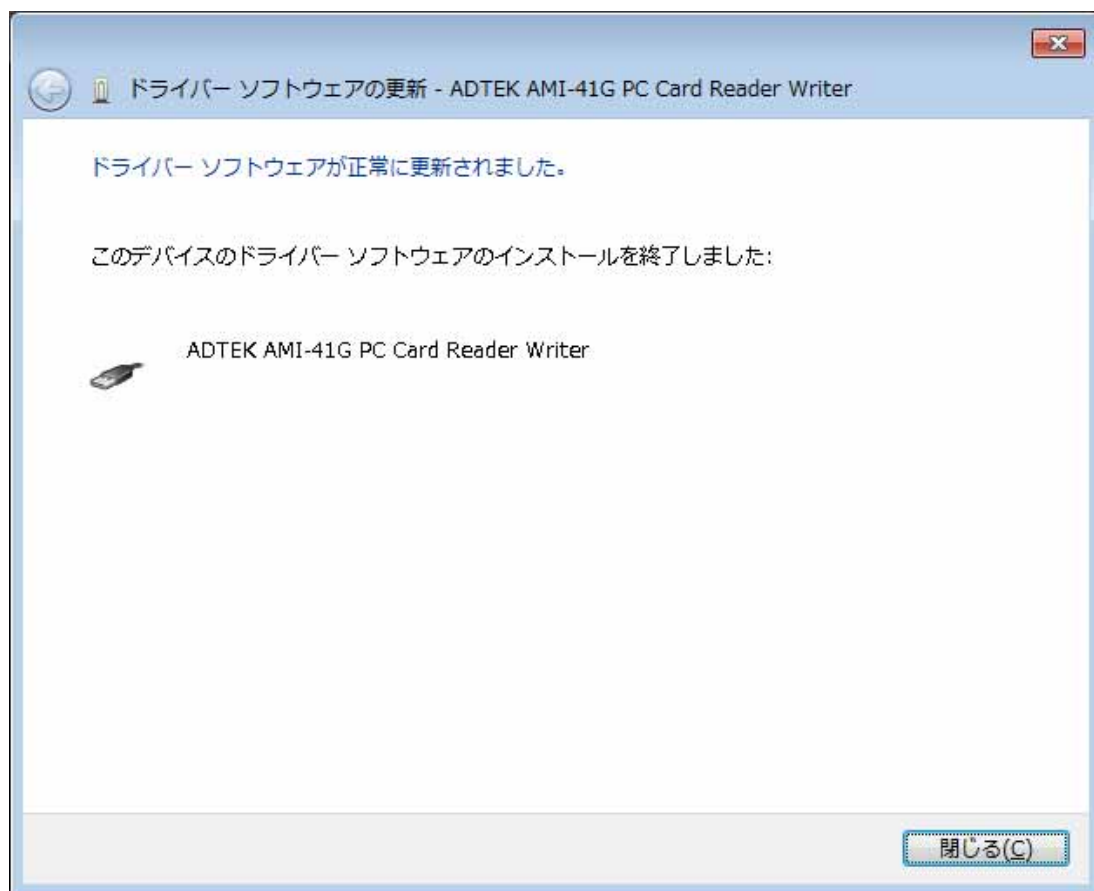 ドライバー ソフトウェアの更新 - ADTEK AMI-41G PC Card Reader Writer
ドライバー ソフトウェアが正常に更新されました。
このデバイスのドライバー ソフトウェアのインストールを終了しました:
ADTEK AMI-41G PC Card Reader Writer
閉じる(C)